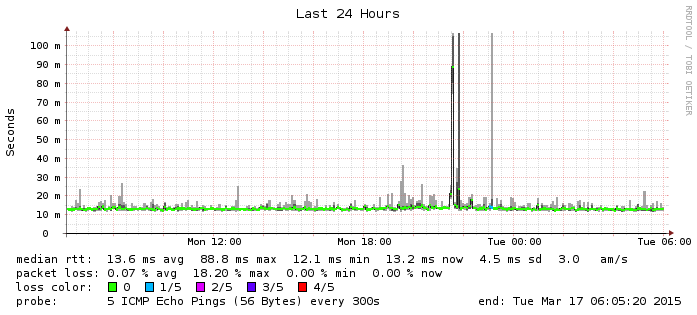 Last 24 Hours
RRDTOOL / TOBI OETIKER
Seconds
100 m
90 m
80 m
70 m
60 m
50 m
40 m
30 m
20 m
10 m
0
Mon 12:00 Mon 18:00 Tue 00:00 Tue 06:00
median rtt: 13.6 ms avg 88.8 ms max 12.1 ms min 13.2 ms now 4.5 ms sd 3.0 am/s
packet loss: 0.07 % avg 18.20 % max 0.00 % min 0.00 % now
loss color: 0 1/5 2/5 3/5 4/5
probe: 5 ICMP Echo Pings (56 Bytes) every 300s end: Tue Mar 17 06:05:20 2015